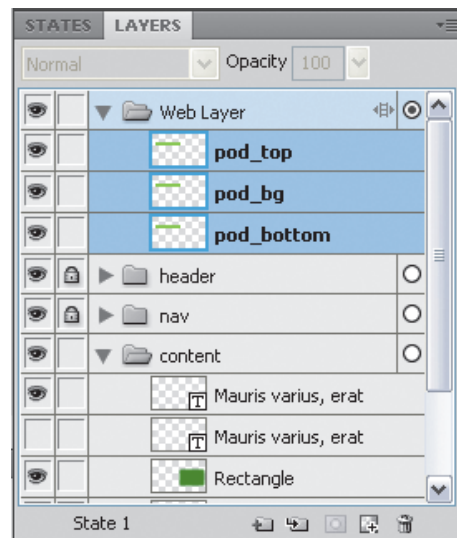 STATES LAYERS
Normal Opacity 100
Web Layer
pod_top
pod_bg
pod_bottom
header
nav
content
T Mauris varius, erat
T Mauris varius, erat
Rectangle
State 1